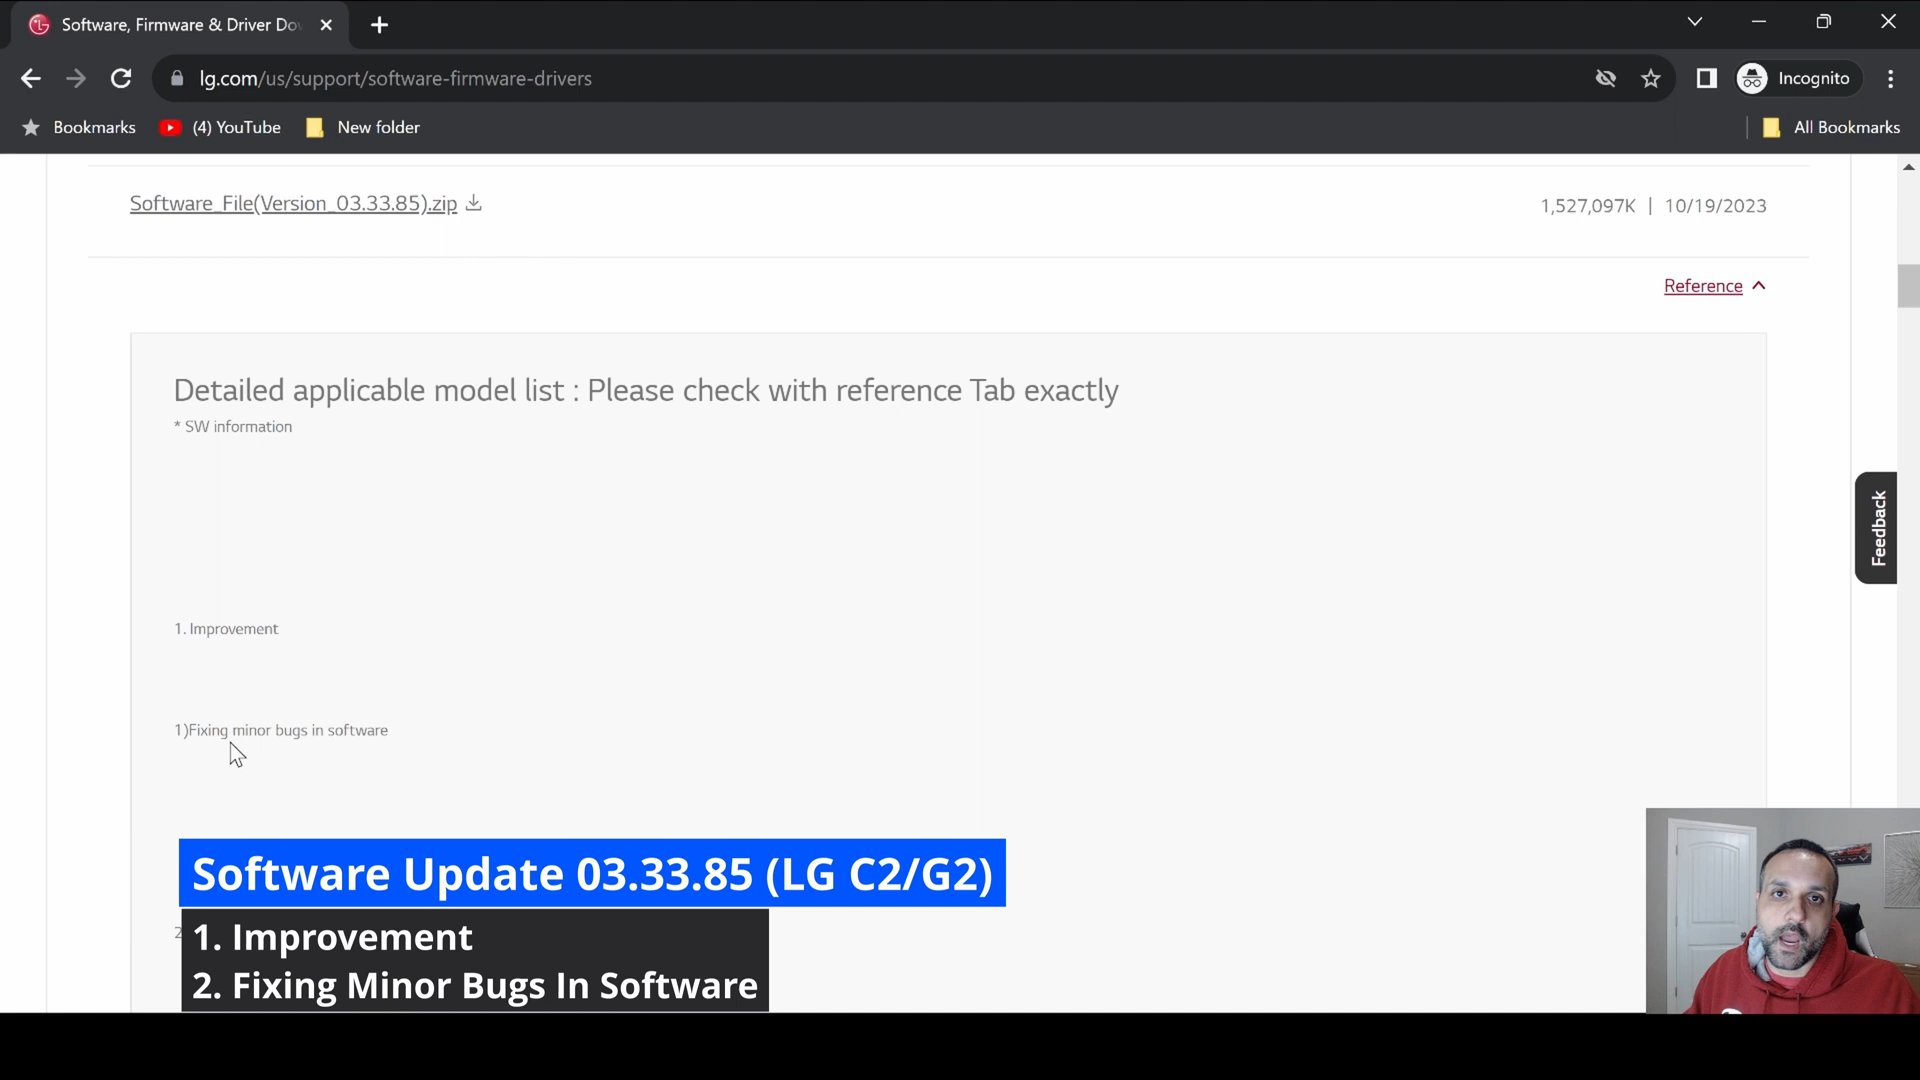 Software, Firmware & Driver Dov
lg.com/us/support/software-firmware-drivers
Incognito
Bookmarks
(4) YouTube
New folder
All Bookmarks
Software_File(Version_03.33.85).zip
1,527,097K | 10/19/2023
Reference
Detailed applicable model list : Please check with reference Tab exactly
* SW information
Feedback
1. Improvement
1)Fixing minor bugs in software
Software Update 03.33.85 (LG C2/G2)
2
1. Improvement
2. Fixing Minor Bugs In Software